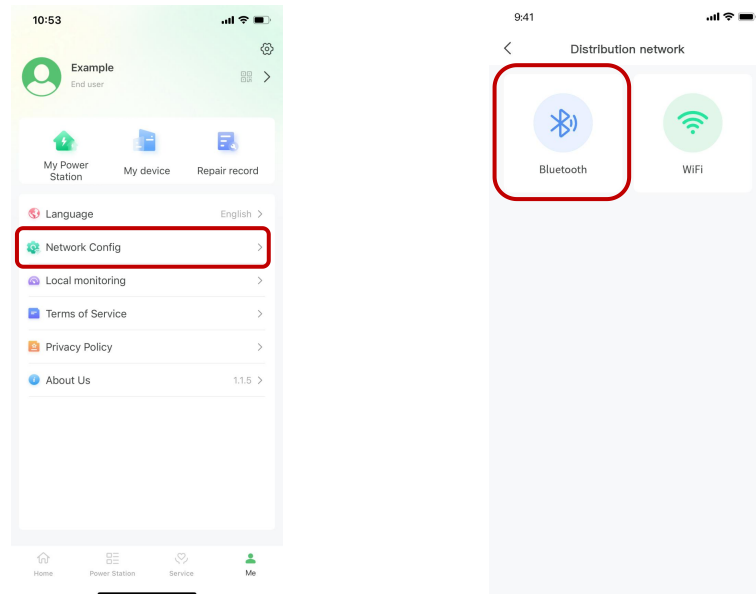 10:53
Example
End user
My Power
Station
My device
Repair record
Language
English
Network Config
Local monitoring
Terms of Service
Privacy Policy
About Us
1.1.5
Home
Power Station
Service
Me
9:41
Distribution network
Bluetooth
WiFi